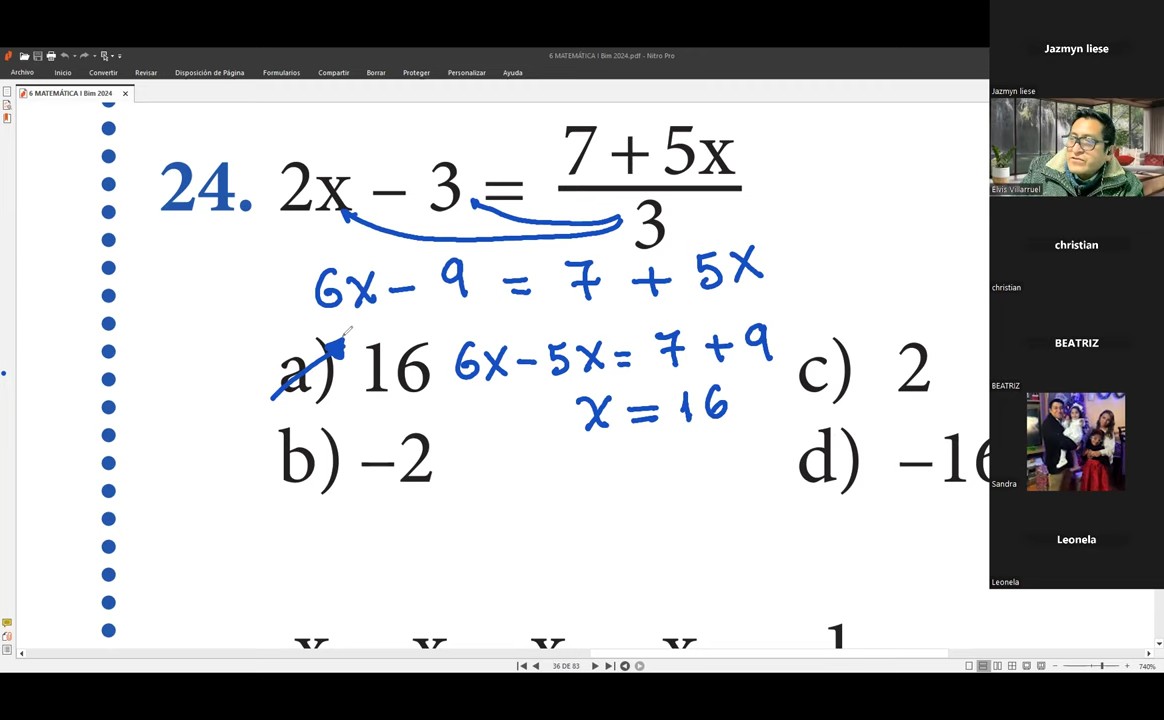 6 MATEMÁTICA I Bim 2024.pdf - Nitro Pro
Archivo Inicio Convertir Revisar Disposición de Página Formularios Compartir Borrar Proteger Personalizar Ayuda
6 MATEMÁTICA I Bim 2024 ×
24. 2x − 3 = (7 + 5x)/3
6x − 9 = 7 + 5x
6x − 5x = 7 + 9
x = 16
a) 16
b) −2
c) 2
d) −16
x x x x 1
36 DE 83
740%
Jazmyn liese
Jazmyn liese
Elvis Villarruel
christian
christian
BEATRIZ
BEATRIZ
Sandra
Leonela
Leonela